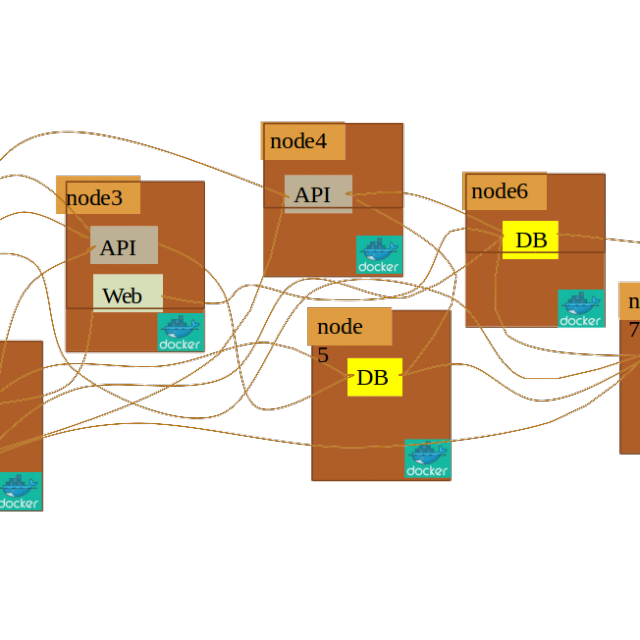 node3
API
Web
docker
node4
API
docker
node
5
DB
docker
node6
DB
docker
n
7
docker